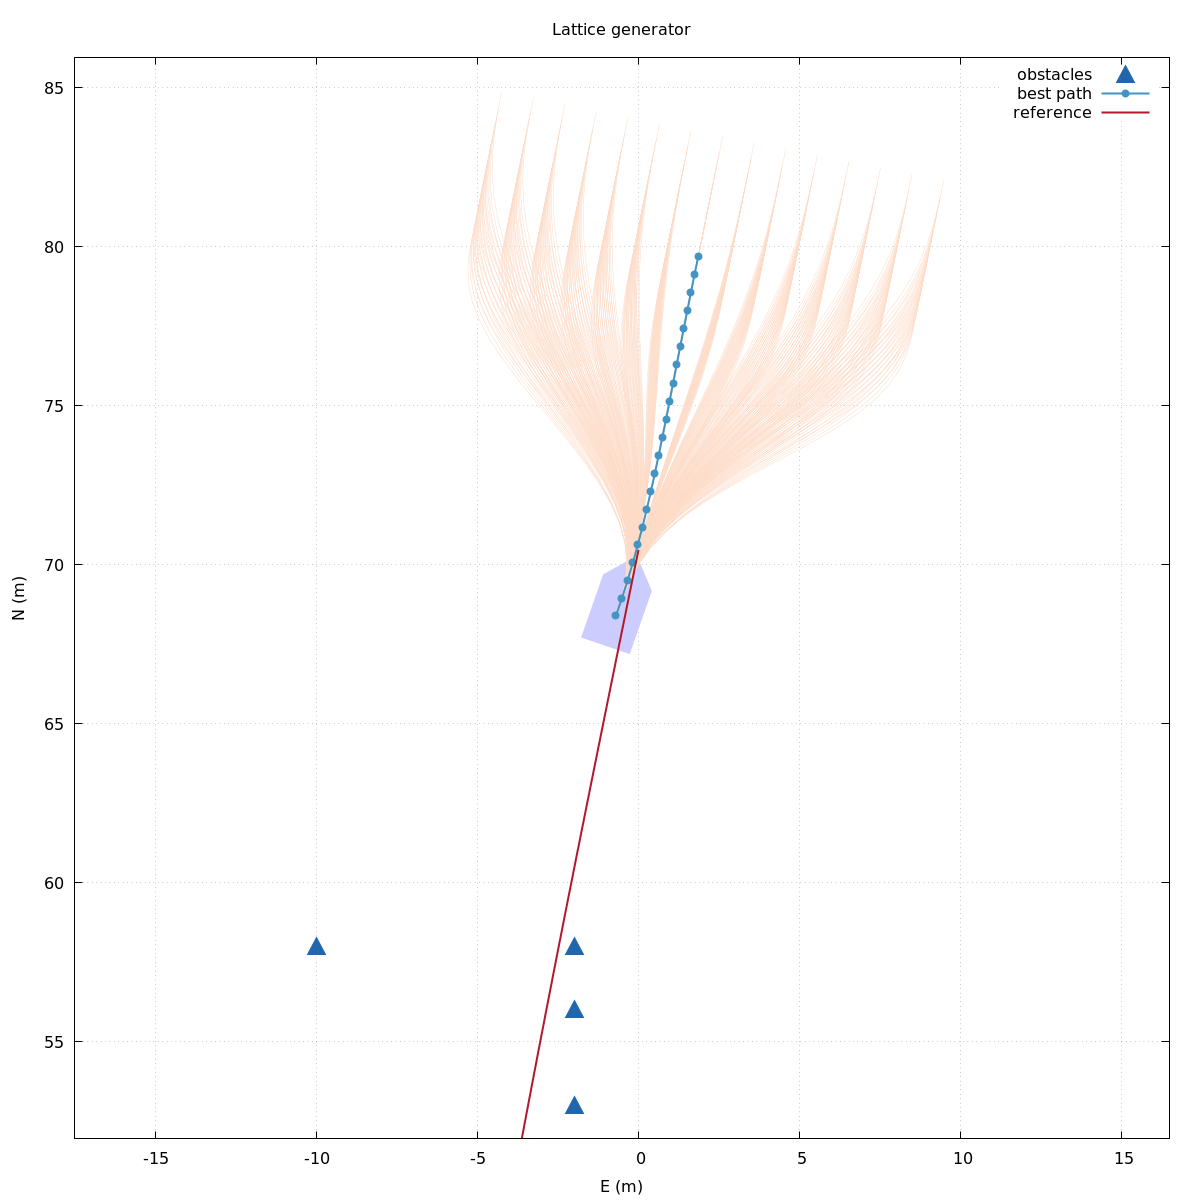 Lattice generator
obstacles
best path
reference
85
80
75
70
65
60
55
N (m)
-15 -10 -5 0 5 10 15
E (m)